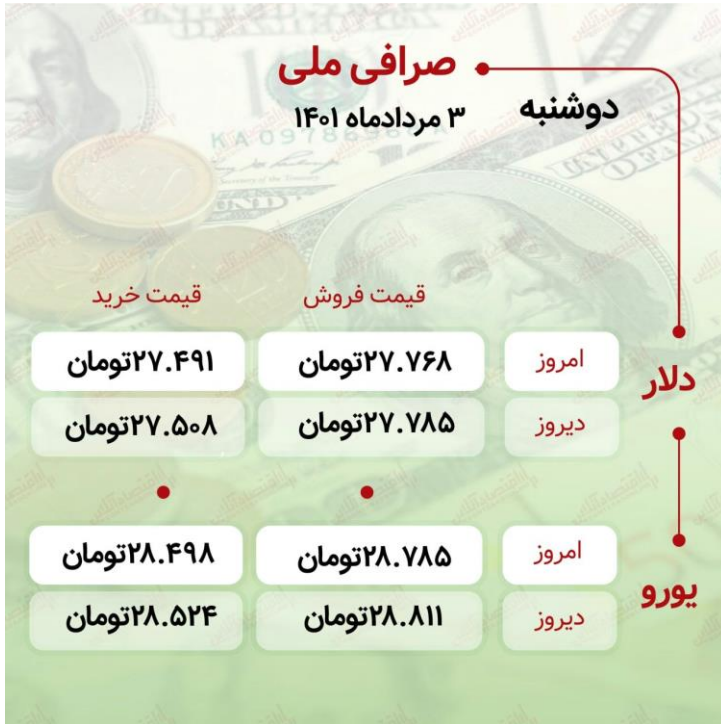 صرافی ملی
دوشنبه ۳ مردادماه ۱۴۰۱
قیمت فروش قیمت خرید
دلار
امروز ۲۷.۷۶۸تومان ۲۷.۴۹۱تومان
دیروز ۲۷.۷۸۵تومان ۲۷.۵۰۸تومان
یورو
امروز ۲۸.۷۸۵تومان ۲۸.۴۹۸تومان
دیروز ۲۸.۸۱۱تومان ۲۸.۵۲۴تومان